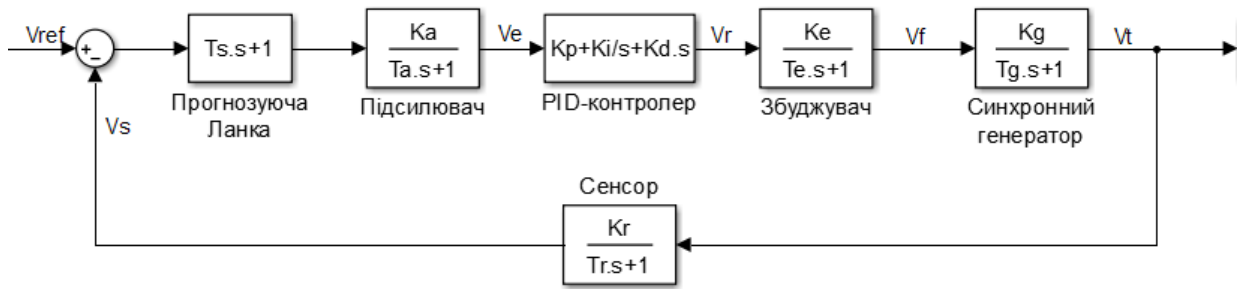 Vref
+
−
Ts.s+1
Прогнозуюча
Ланка
Ka
Ta.s+1
Підсилювач
Ve
Kp+Ki/s+Kd.s
PID-контролер
Vr
Ke
Te.s+1
Збуджувач
Vf
Kg
Tg.s+1
Синхронний
генератор
Vt
Vs
Сенсор
Kr
Tr.s+1